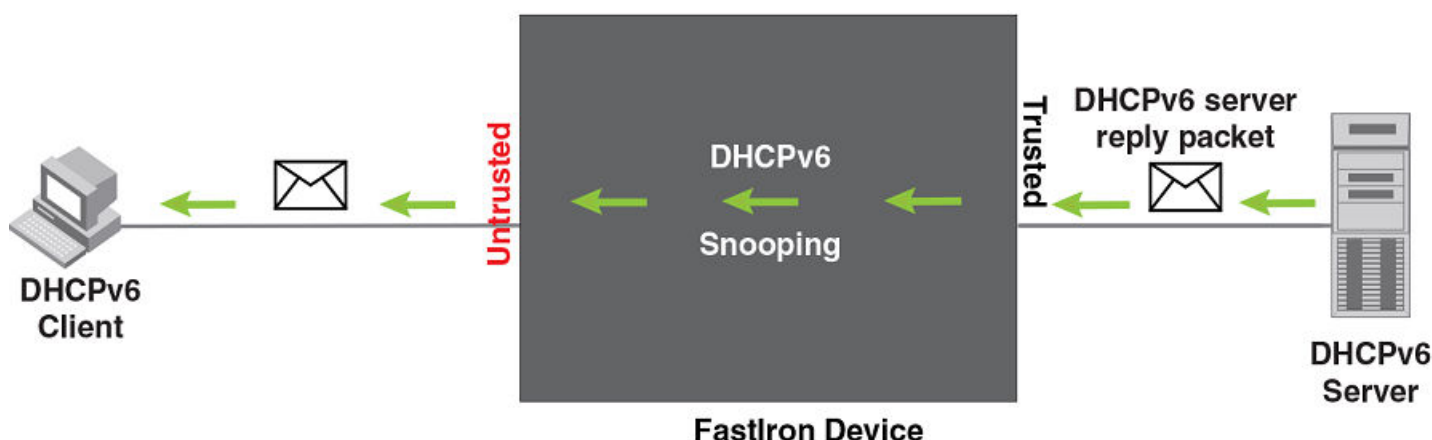 DHCPv6
Client
Untrusted
DHCPv6
Snooping
Trusted
DHCPv6 server
reply packet
DHCPv6
Server
FastIron Device